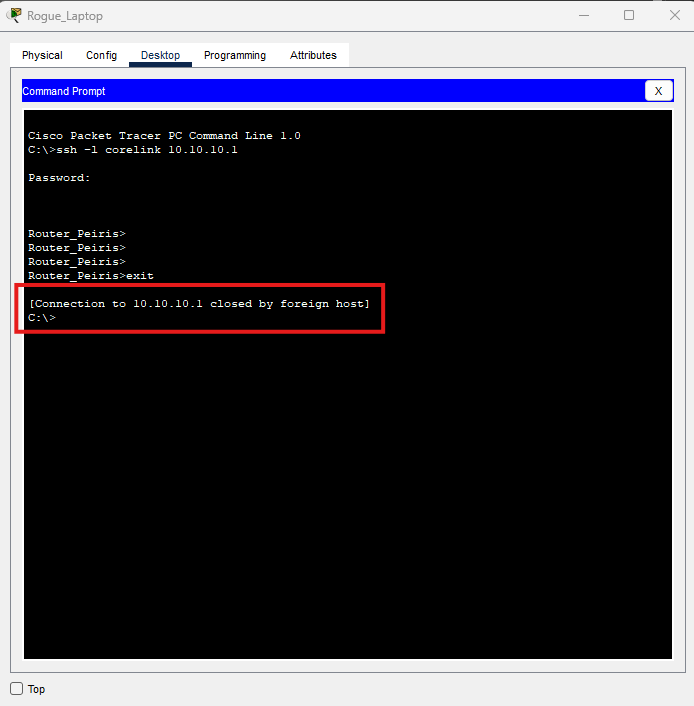 Rogue_Laptop
Physical Config Desktop Programming Attributes
Command Prompt X
Cisco Packet Tracer PC Command Line 1.0
C:\>ssh -l corelink 10.10.10.1
Password:
Router_Peiris>
Router_Peiris>
Router_Peiris>
Router_Peiris>exit
[Connection to 10.10.10.1 closed by foreign host]
C:\>
Top